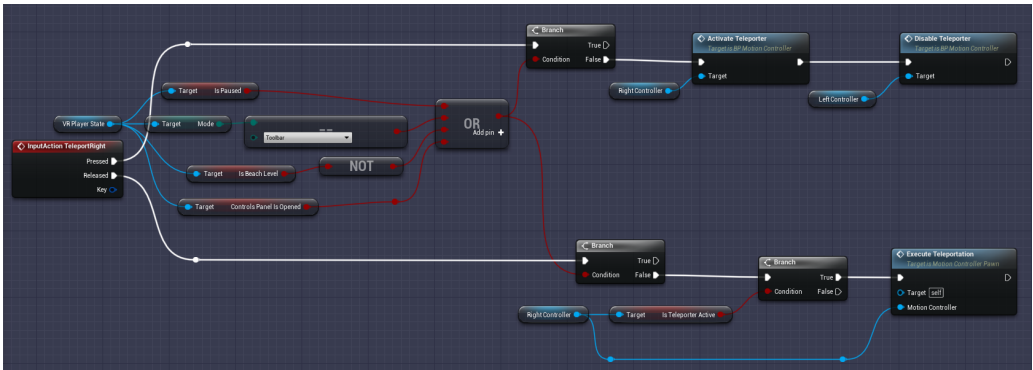 Branch
True
Condition
False
Activate Teleporter
Target is BP Motion Controller
Target
Right Controller
Disable Teleporter
Target is BP Motion Controller
Target
Left Controller
Target Is Paused
VR Player State
Target Mode
==
Toolbar
OR
Add pin +
InputAction TeleportRight
Pressed
Released
Key
Target Is Beach Level
NOT
Target Controls Panel Is Opened
Branch
True
Condition
False
Branch
True
Condition
False
Execute Teleportation
Target is Motion Controller Pawn
Target self
Motion Controller
Right Controller
Target Is Teleporter Active